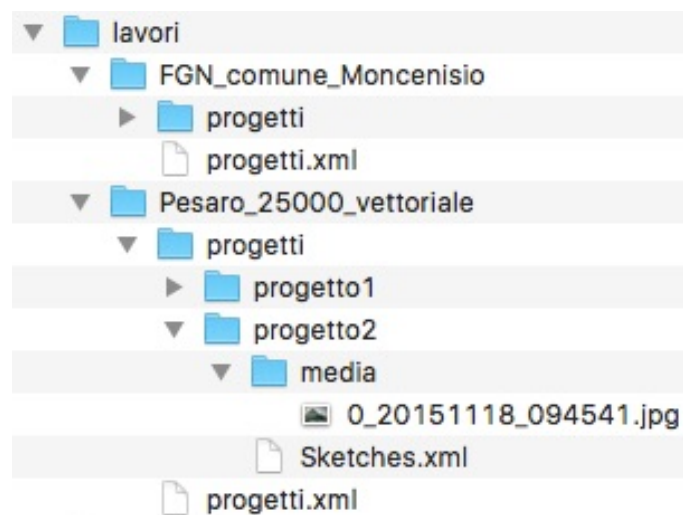 lavori
FGN_comune_Moncenisio
progetti
progetti.xml
Pesaro_25000_vettoriale
progetti
progetto1
progetto2
media
0_20151118_094541.jpg
Sketches.xml
progetti.xml